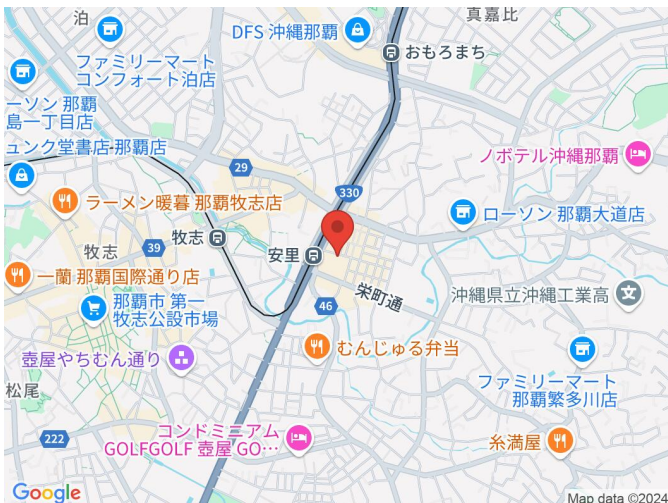 泊
真嘉比
DFS 沖縄那覇
おもろまち
ファミリーマート
コンフォート泊店
ーソン 那覇
島一丁目店
ュンク堂書店 那覇店
29
ノボテル沖縄那覇
330
ラーメン暖暮 那覇牧志店
ローソン 那覇大道店
牧志
39
牧志
安里
一蘭 那覇国際通り店
46
栄町通
沖縄県立沖縄工業高
那覇市 第一
牧志公設市場
むんじゅる弁当
壺屋やちむん通り
ファミリーマート
那覇繁多川店
松尾
222
コンドミニアム
GOLFGOLF 壺屋 GO…
糸満屋
Google
Map data ©2024